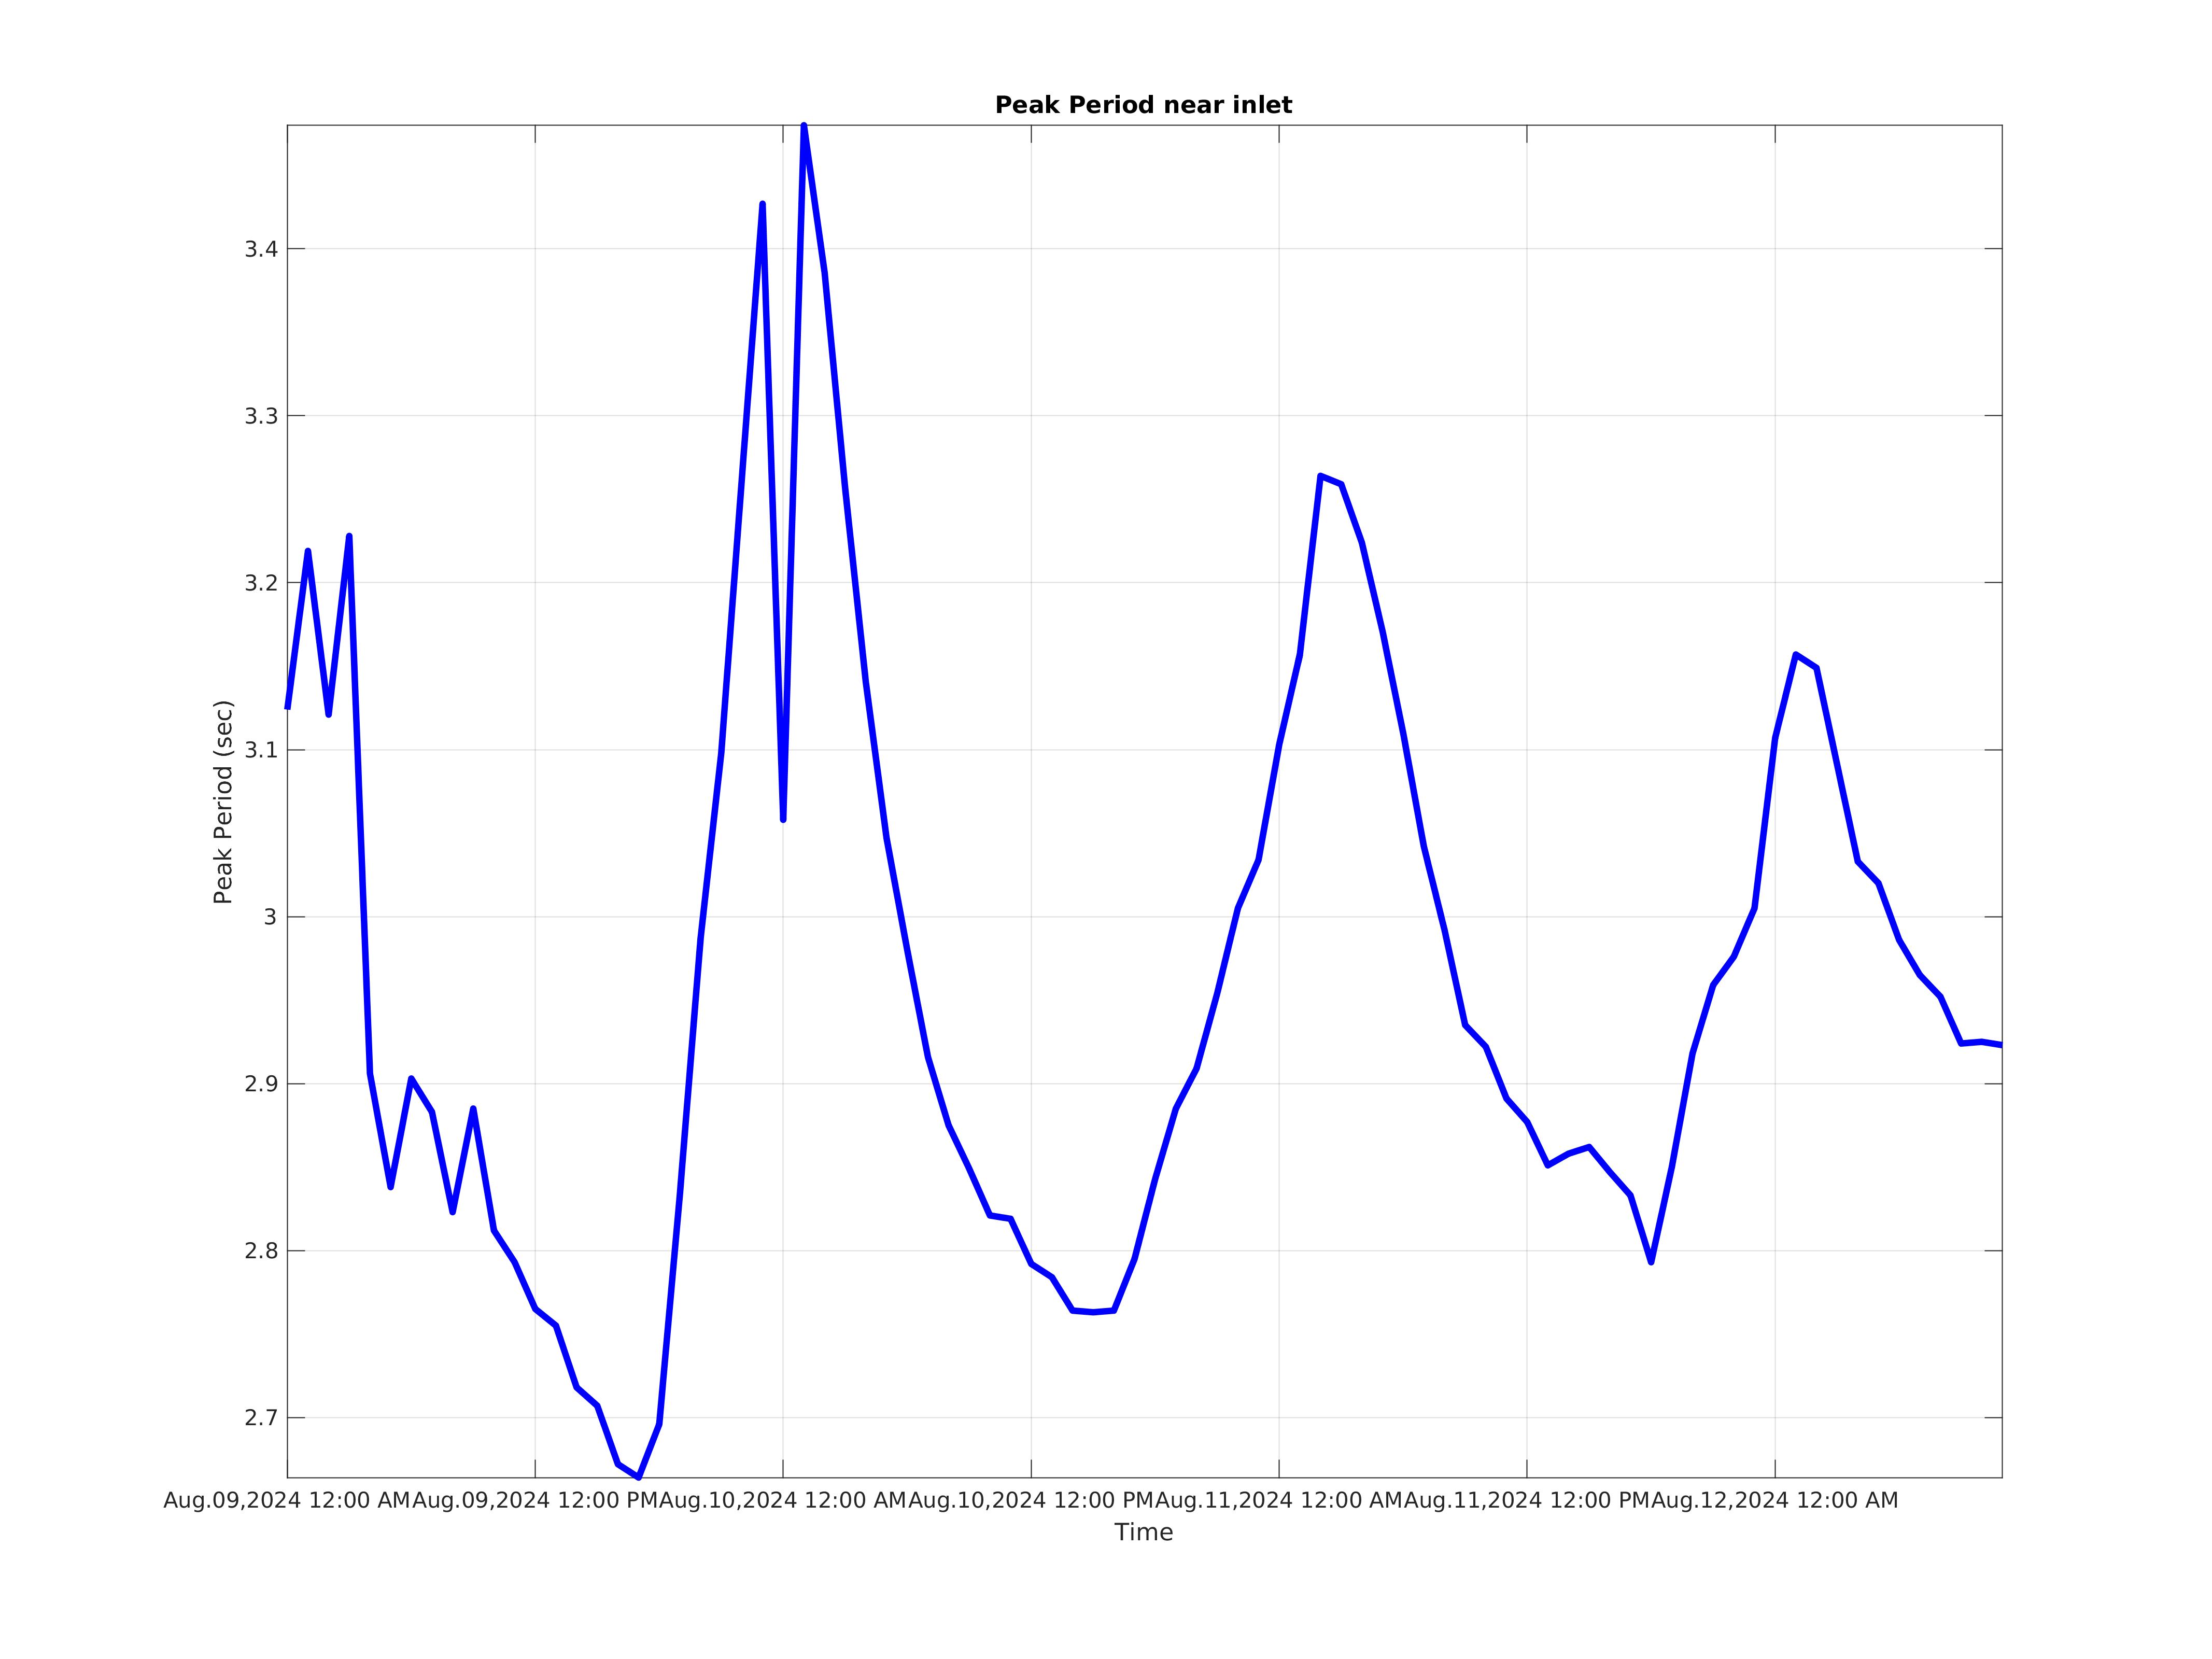 Peak Period near inlet
3.4
3.3
3.2
3.1
3
2.9
2.8
2.7
Peak Period (sec)
Aug.09,2024 12:00 AM Aug.09,2024 12:00 PM Aug.10,2024 12:00 AM Aug.10,2024 12:00 PM Aug.11,2024 12:00 AM Aug.11,2024 12:00 PM Aug.12,2024 12:00 AM
Time